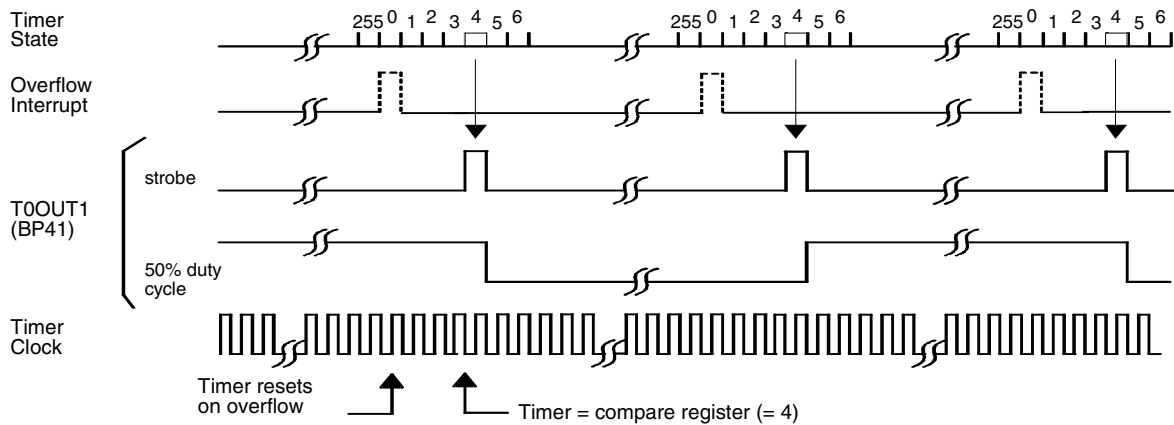 Timer
State
255 0 1 2 3 4 5 6
255 0 1 2 3 4 5 6
255 0 1 2 3 4 5 6
Overflow
Interrupt
T0OUT1
(BP41)
strobe
50% duty
cycle
Timer
Clock
Timer resets
on overflow
Timer = compare register (= 4)